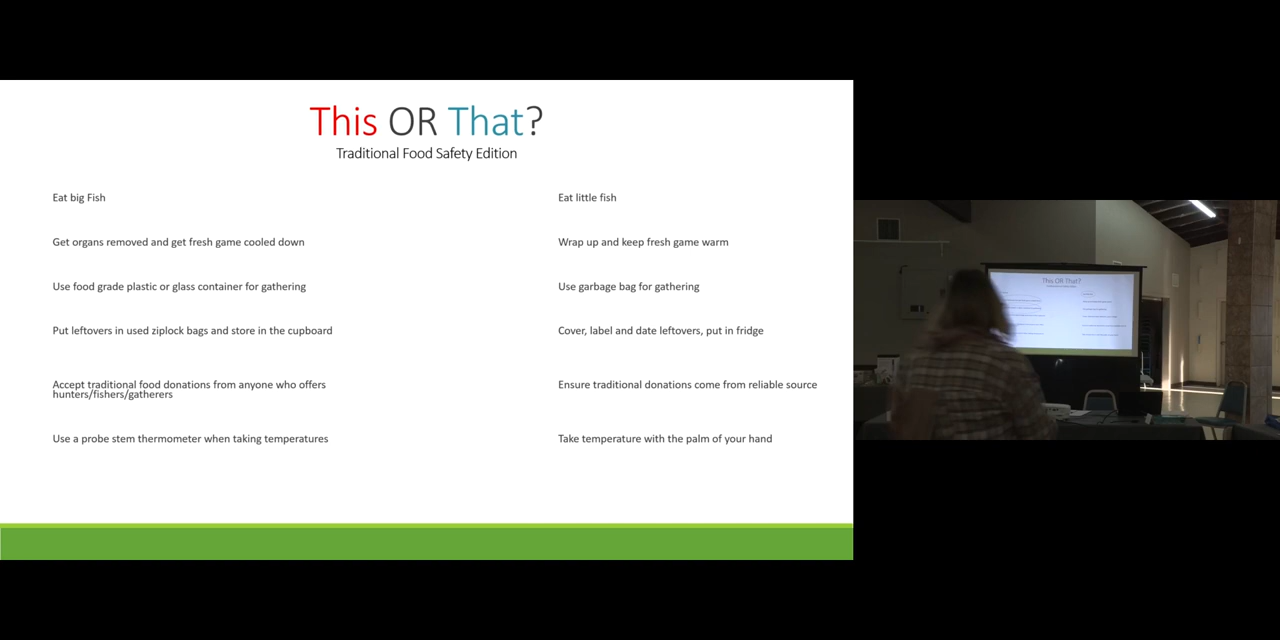 This OR That?
Traditional Food Safety Edition
Eat big Fish
Eat little fish
Get organs removed and get fresh game cooled down
Wrap up and keep fresh game warm
Use food grade plastic or glass container for gathering
Use garbage bag for gathering
Put leftovers in used ziplock bags and store in the cupboard
Cover, label and date leftovers, put in fridge
Accept traditional food donations from anyone who offers
hunters/fishers/gatherers
Ensure traditional donations come from reliable source
Use a probe stem thermometer when taking temperatures
Take temperature with the palm of your hand
This OR That?